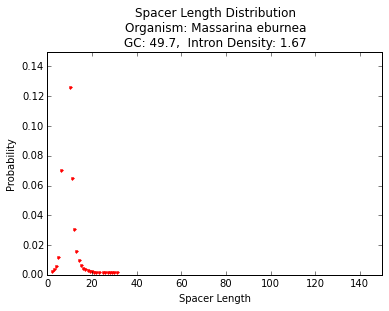 Spacer Length Distribution
Organism: Massarina eburnea
GC: 49.7,  Intron Density: 1.67
0.14
0.12
0.10
0.08
0.06
0.04
0.02
0.00
Probability
0 20 40 60 80 100 120 140
Spacer Length